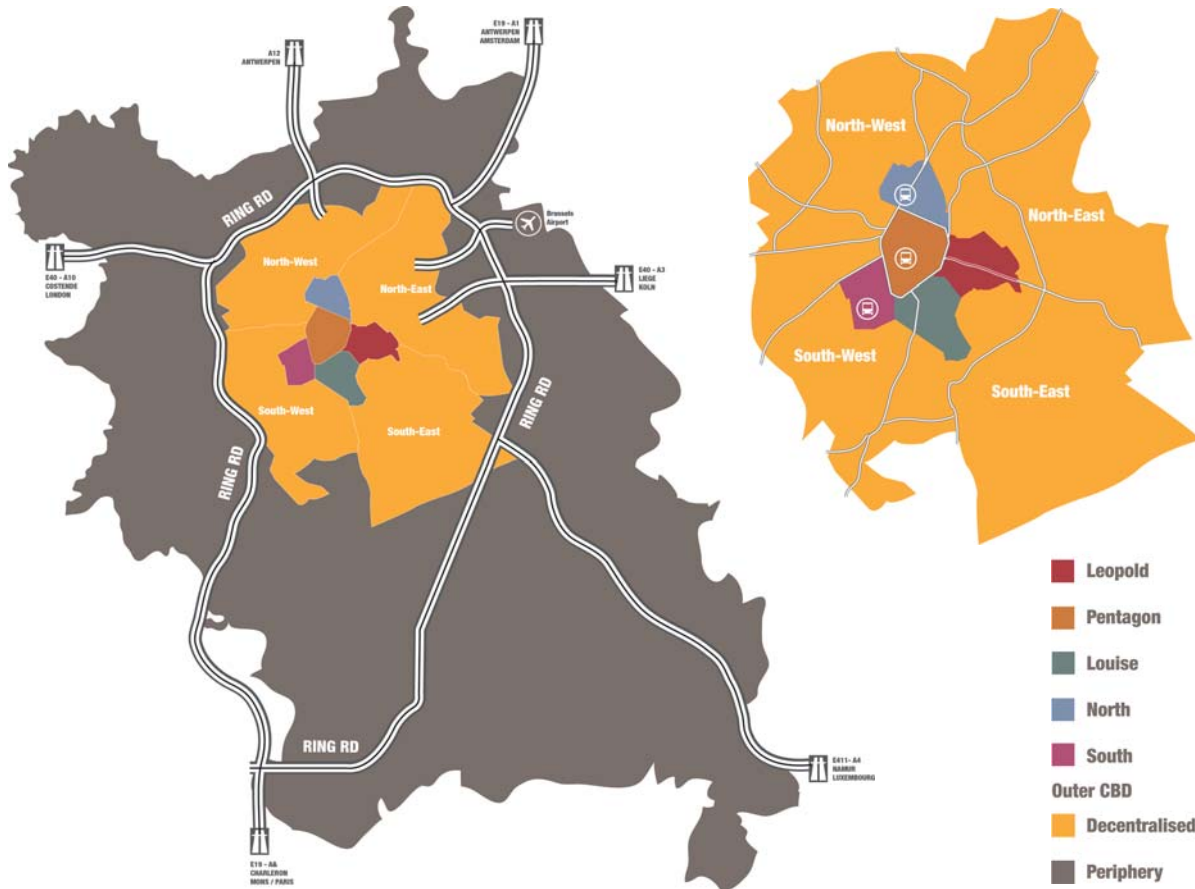 E19 - A1
ANTWERPEN
AMSTERDAM
A12
ANTWERPEN
RING RD
Brussels
Airport
E40 - A10
COSTENDE
LONDON
E40 - A3
LIEGE
KOLN
North-West
North-East
South-West
South-East
RING RD
RING RD
RING RD
E411- A4
NAMUR
LUXEMBOURG
E19 - A6
CHARLERON
MONS / PARIS
North-West
North-East
South-West
South-East
Leopold
Pentagon
Louise
North
South
Outer CBD
Decentralised
Periphery